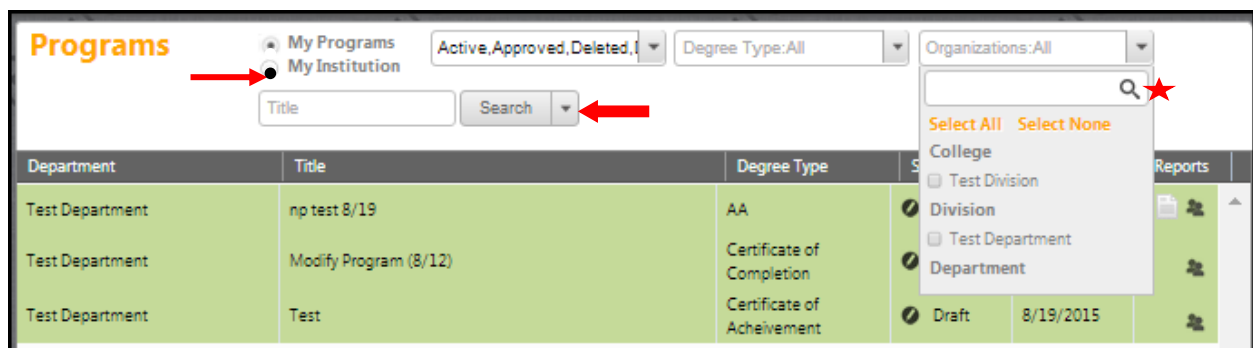 Programs
My Programs
My Institution
Active,Approved,Deleted,
Degree Type:All
Organizations:All
Title
Search
Select All Select None
College
Test Division
Division
Test Department
Department
Department Title Degree Type S Reports
Test Department np test 8/19 AA
Test Department Modify Program (8/12) Certificate of
Completion
Test Department Test Certificate of
Acheivement Draft 8/19/2015